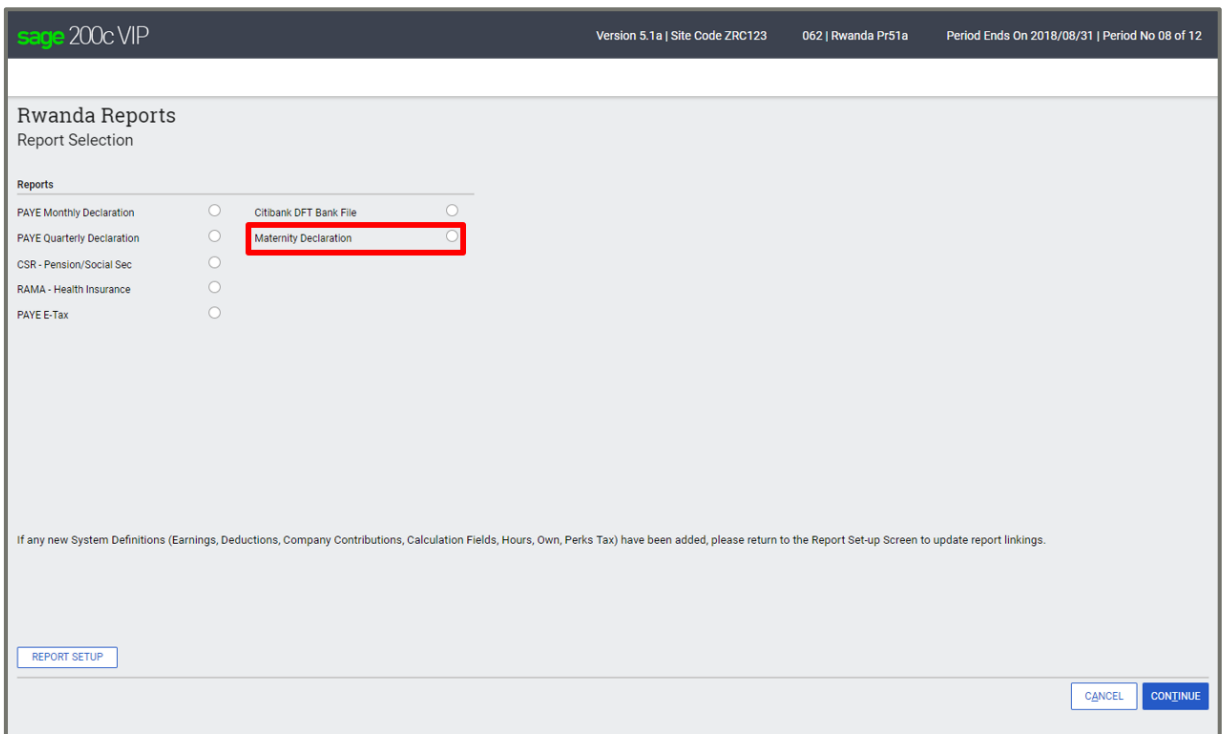 sage 200c VIP Version 5.1a | Site Code ZRC123 062 | Rwanda Pr51a Period Ends On 2018/08/31 | Period No 08 of 12
Rwanda Reports
Report Selection
Reports
PAYE Monthly Declaration Citibank DFT Bank File
PAYE Quarterly Declaration Maternity Declaration
CSR - Pension/Social Sec
RAMA - Health Insurance
PAYE E-Tax
If any new System Definitions (Earnings, Deductions, Company Contributions, Calculation Fields, Hours, Own, Perks Tax) have been added, please return to the Report Set-up Screen to update report linkings.
REPORT SETUP
CANCEL CONTINUE